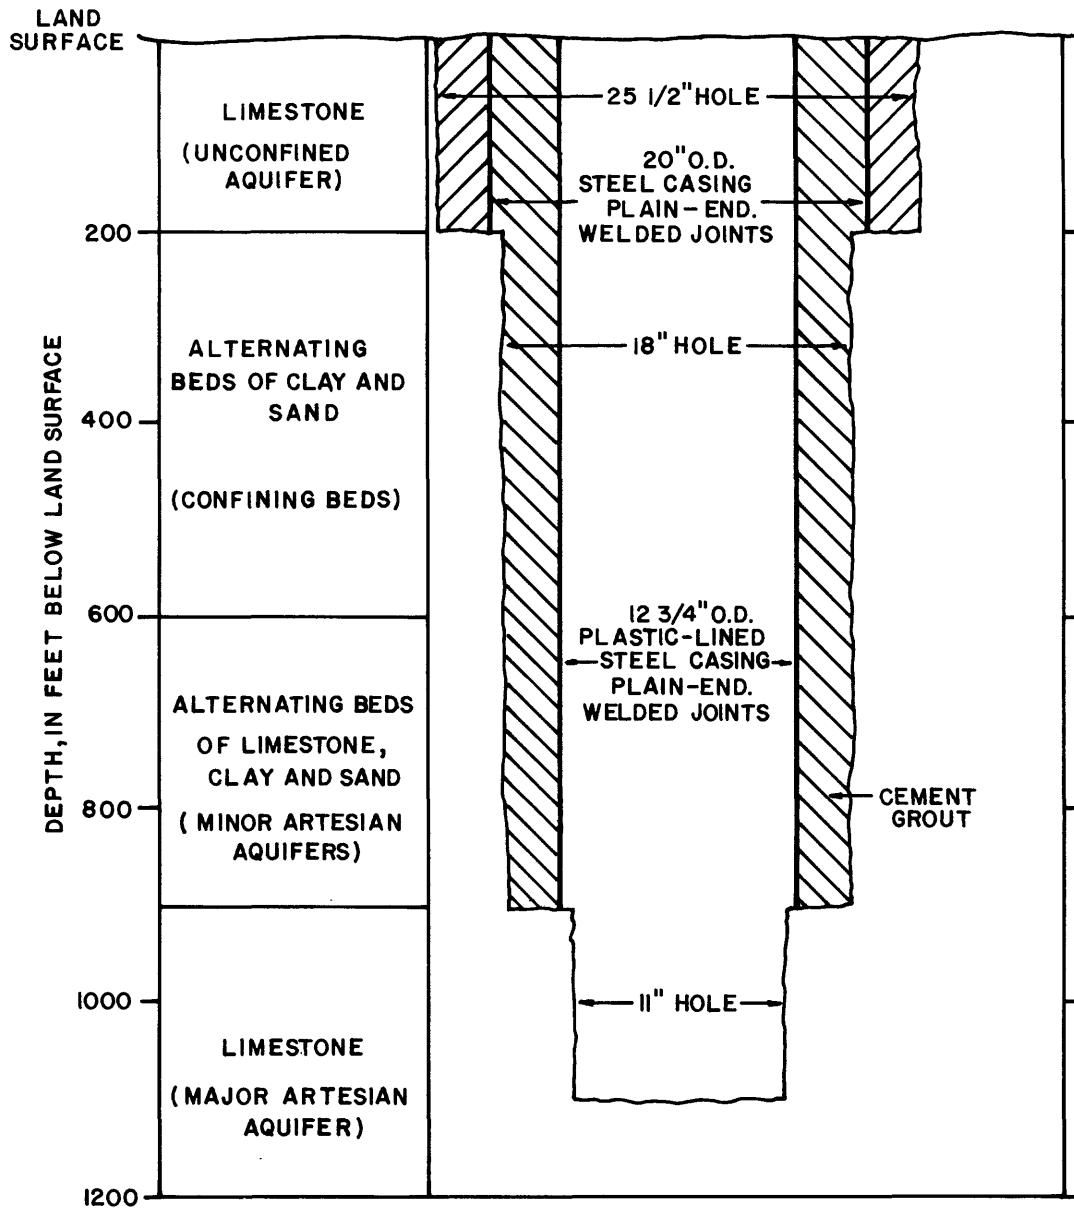 LAND
SURFACE
LIMESTONE
(UNCONFINED
AQUIFER)
25 1/2" HOLE
20" O.D.
STEEL CASING
PLAIN-END.
WELDED JOINTS
200
DEPTH, IN FEET BELOW LAND SURFACE
ALTERNATING
BEDS OF CLAY AND
SAND
18" HOLE
400
(CONFINING BEDS)
600
12 3/4" O.D.
PLASTIC-LINED
STEEL CASING
PLAIN-END.
WELDED JOINTS
ALTERNATING BEDS
OF LIMESTONE,
CLAY AND SAND
(MINOR ARTESIAN
AQUIFERS)
800
CEMENT
GROUT
1000
11" HOLE
LIMESTONE
(MAJOR ARTESIAN
AQUIFER)
1200